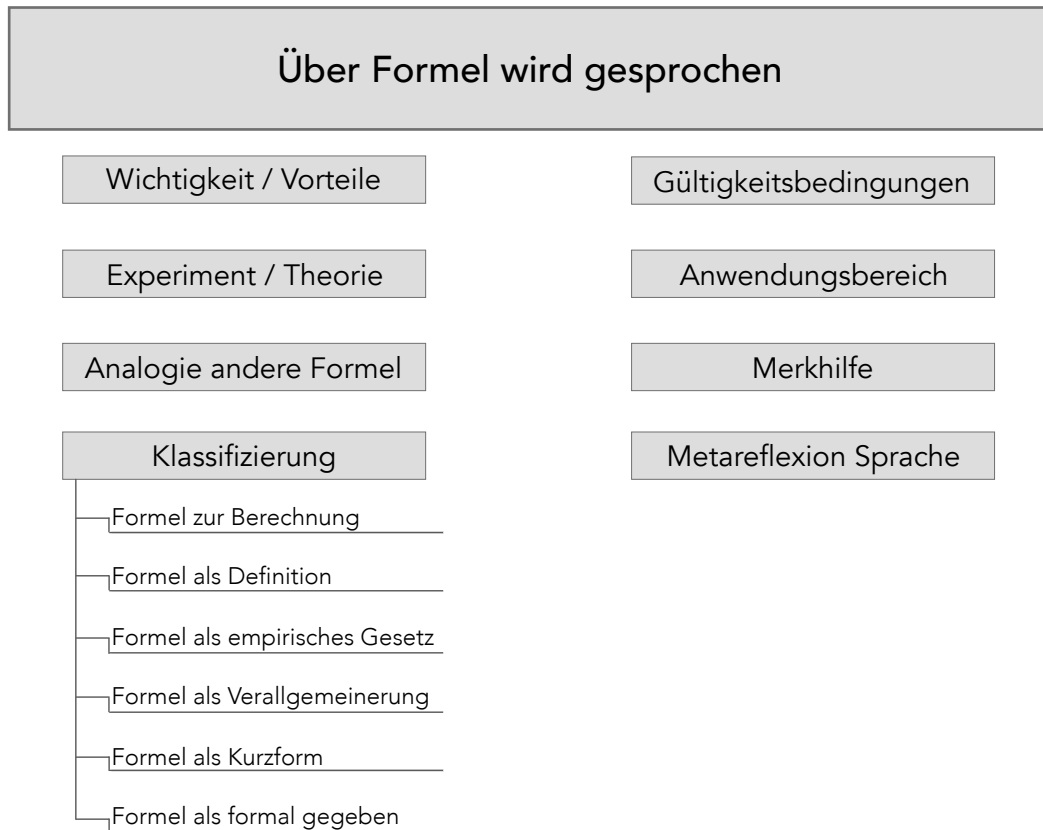 Über Formel wird gesprochen
Wichtigkeit / Vorteile
Gültigkeitsbedingungen
Experiment / Theorie
Anwendungsbereich
Analogie andere Formel
Merkhilfe
Klassifizierung
Metareflexion Sprache
Formel zur Berechnung
Formel als Definition
Formel als empirisches Gesetz
Formel als Verallgemeinerung
Formel als Kurzform
Formel als formal gegeben